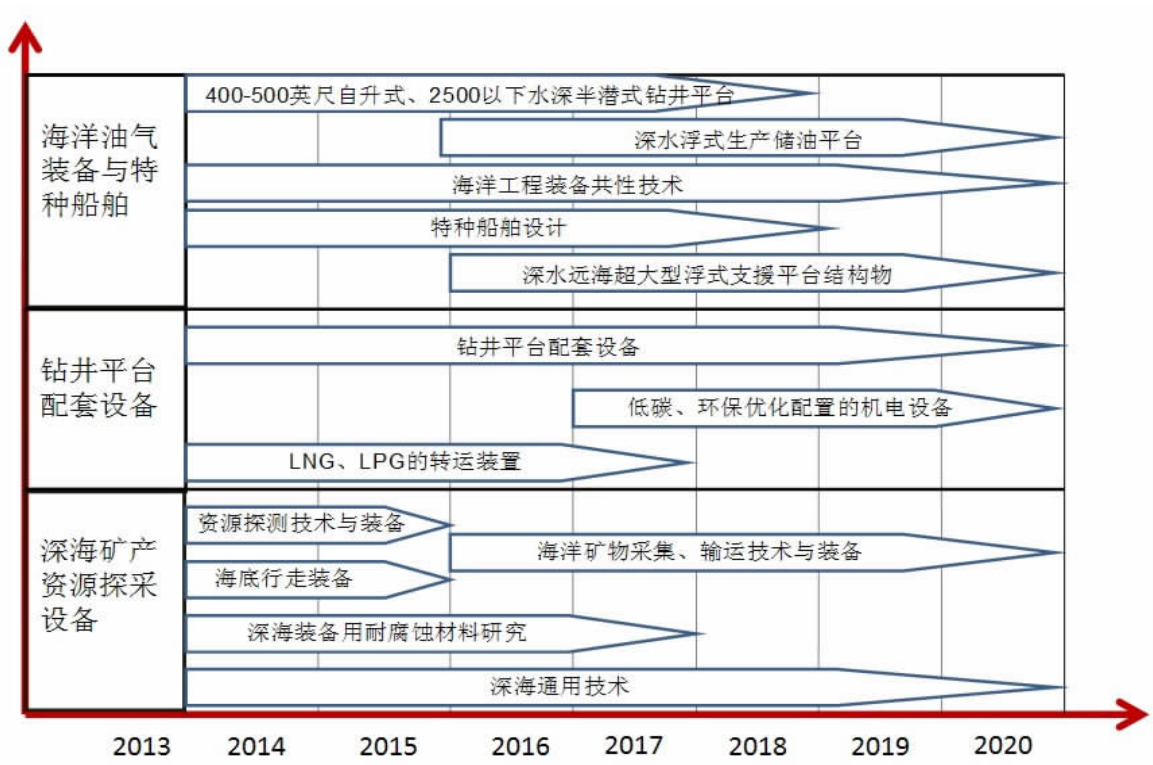 海洋油气
装备与特
种船舶
400-500英尺自升式、2500以下水深半潜式钻井平台
深水浮式生产储油平台
海洋工程装备共性技术
特种船舶设计
深水远海超大型浮式支援平台结构物
钻井平台
配套设备
钻井平台配套设备
低碳、环保优化配置的机电设备
LNG、LPG的转运装置
深海矿产
资源探采
设备
资源探测技术与装备
海洋矿物采集、输运技术与装备
海底行走装备
深海装备用耐腐蚀材料研究
深海通用技术
2013 2014 2015 2016 2017 2018 2019 2020